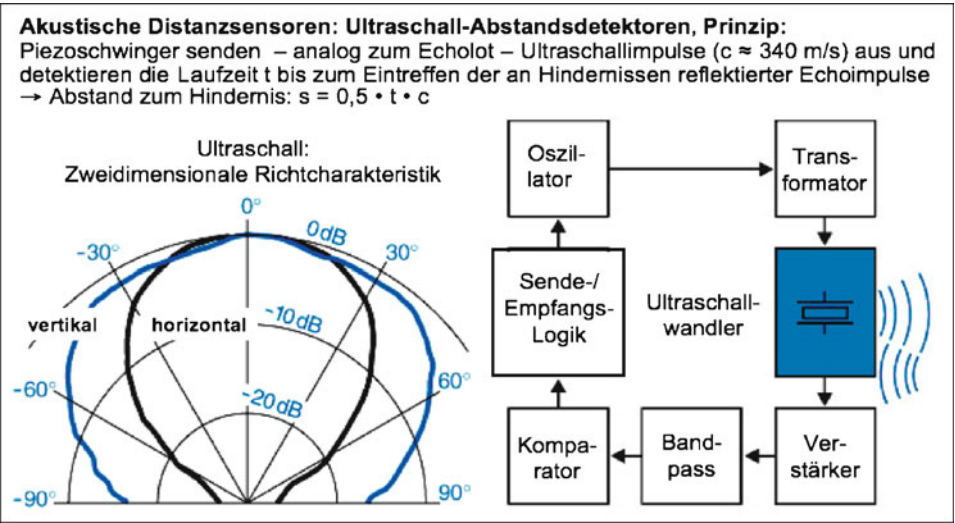 Akustische Distanzsensoren: Ultraschall-Abstandsdetektoren, Prinzip:
Piezoschwinger senden – analog zum Echolot – Ultraschallimpulse (c ≈ 340 m/s) aus und
detektieren die Laufzeit t bis zum Eintreffen der an Hindernissen reflektierter Echoimpulse
→ Abstand zum Hindernis: s = 0,5 • t • c
Ultraschall:
Zweidimensionale Richtcharakteristik
0°
0dB
-30°
30°
vertikal
horizontal
-10dB
-60°
60°
-20dB
-90°
90°
Oszil-
lator
Trans-
formator
Sende-/
Empfangs-
Logik
Ultraschall-
wandler
Kompa-
rator
Band-
pass
Ver-
stärker